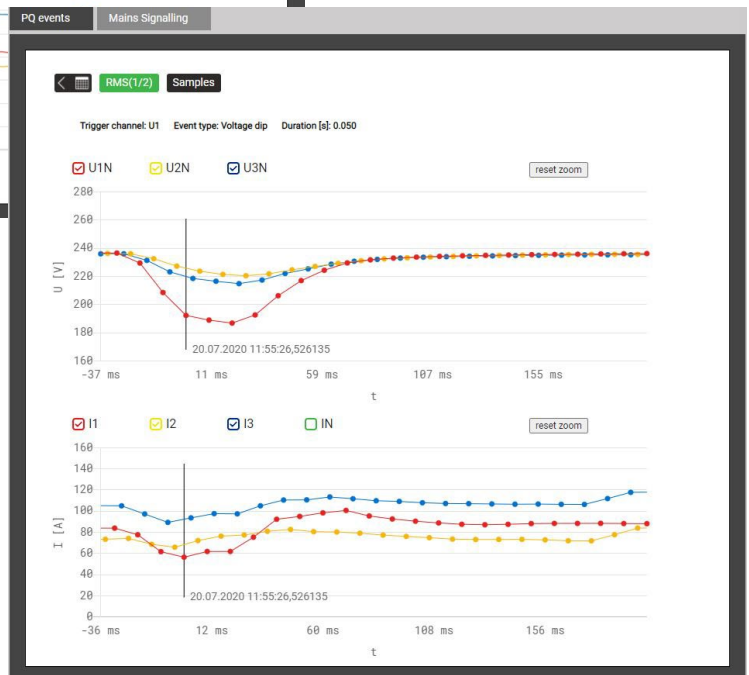 PQ events Mains Signalling
RMS(1/2) Samples
Trigger channel: U1 Event type: Voltage dip Duration [s]: 0.050
U1N U2N U3N reset zoom
280
260
240
220
200
180
160
U [V]
20.07.2020 11:55:26,526135
-37 ms 11 ms 59 ms 107 ms 155 ms
t
I1 I2 I3 IN reset zoom
160
140
120
100
80
60
40
20
0
I [A]
20.07.2020 11:55:26,526135
-36 ms 12 ms 60 ms 108 ms 156 ms
t